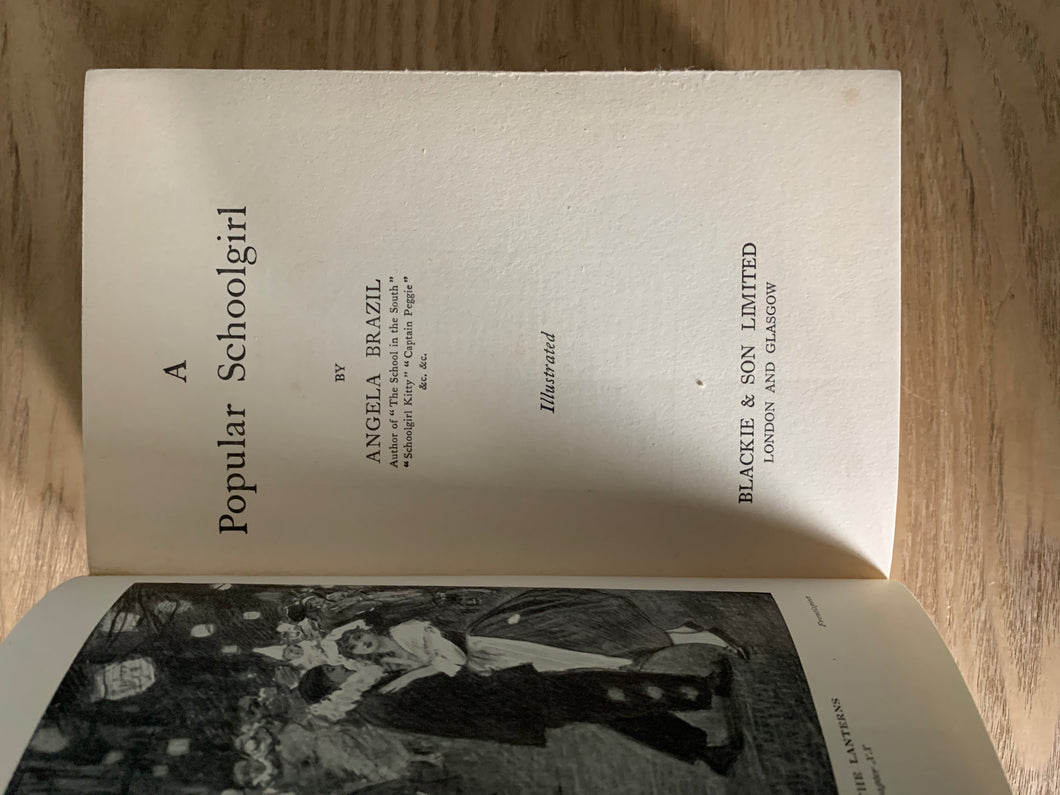 A
Popular Schoolgirl
BY
ANGELA BRAZIL
Author of "The School in the South"
"Schoolgirl Kitty" "Captain Peggie"
&c. &c.
Illustrated
BLACKIE & SON LIMITED
LONDON AND GLASGOW
Frontispiece
LANTERNS